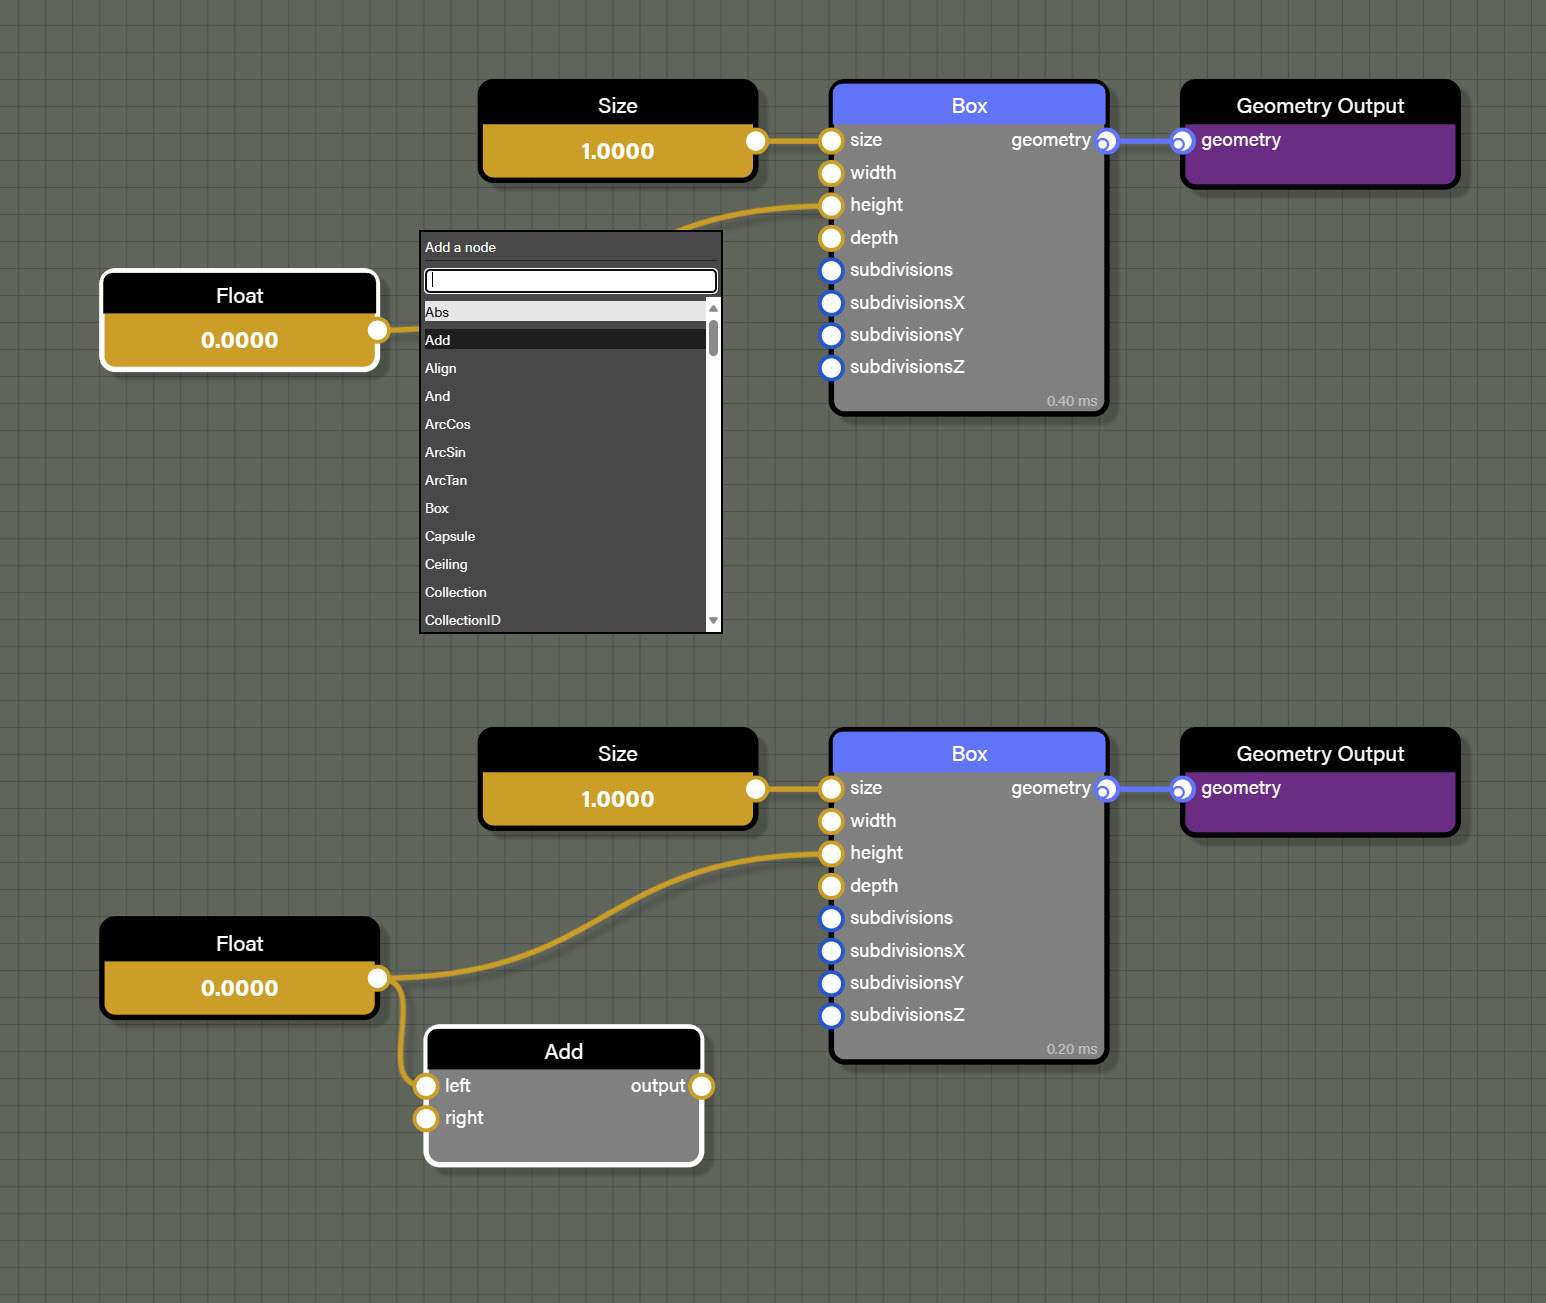 Size
1.0000
Box
size
geometry
width
height
depth
subdivisions
subdivisionsX
subdivisionsY
subdivisionsZ
0.40 ms
Geometry Output
geometry
Float
0.0000
Add a node
Abs
Add
Align
And
ArcCos
ArcSin
ArcTan
Box
Capsule
Ceiling
Collection
CollectionID
Size
1.0000
Box
size
geometry
width
height
depth
subdivisions
subdivisionsX
subdivisionsY
subdivisionsZ
0.20 ms
Geometry Output
geometry
Float
0.0000
Add
left
output
right